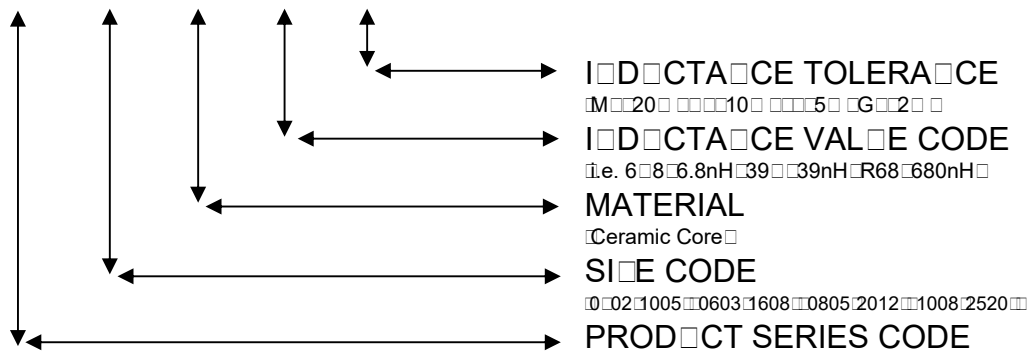 I□D□CTA□CE TOLERA□CE
□M□□20□ □□□□10□ □□□□5□ □G□□2□ □
I□D□CTA□CE VAL□E CODE
□i.e. 6□8□6.8nH□39□□39nH□R68□680nH□
MATERIAL
□Ceramic Core□
SI□E CODE
□0□02□1005□□0603□1608□□0805□2012□□1008□2520□□
PROD□CT SERIES CODE